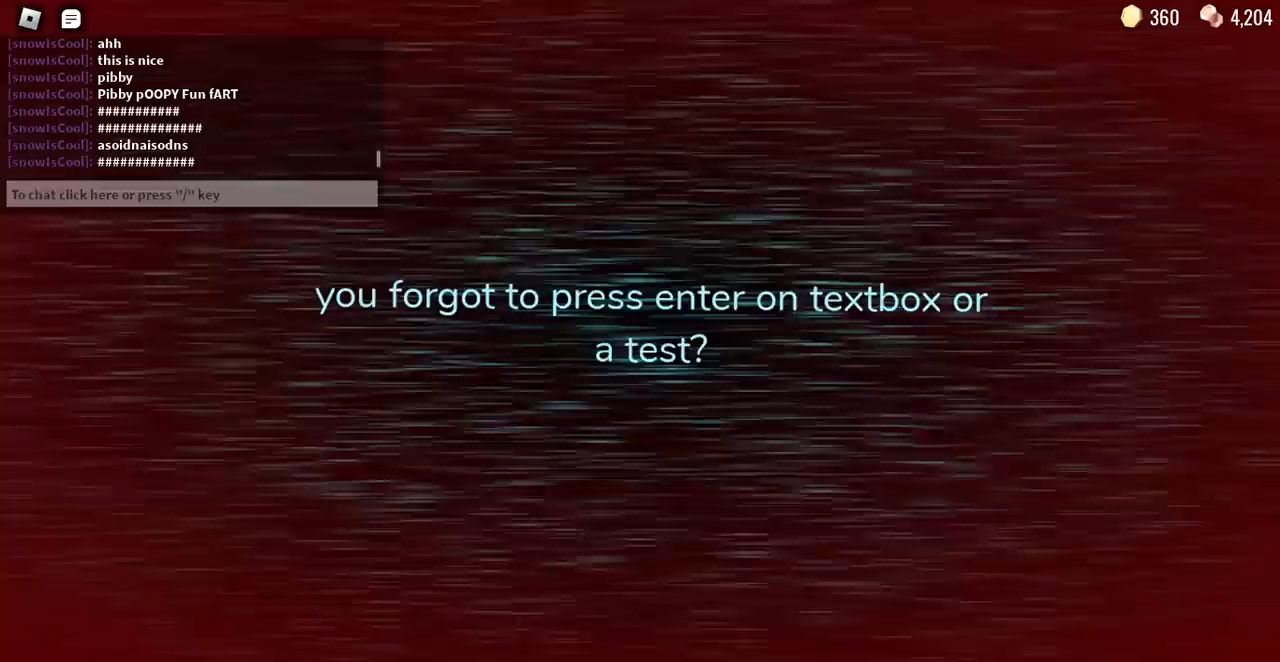 360 4,204
[snowIsCool]: ahh
[snowIsCool]: this is nice
[snowIsCool]: pibby
[snowIsCool]: Pibby pOOPY Fun fART
[snowIsCool]: ###########
[snowIsCool]: ##############
[snowIsCool]: asoidnaisodns
[snowIsCool]: #############
To chat click here or press "/" key
you forgot to press enter on textbox or
a test?